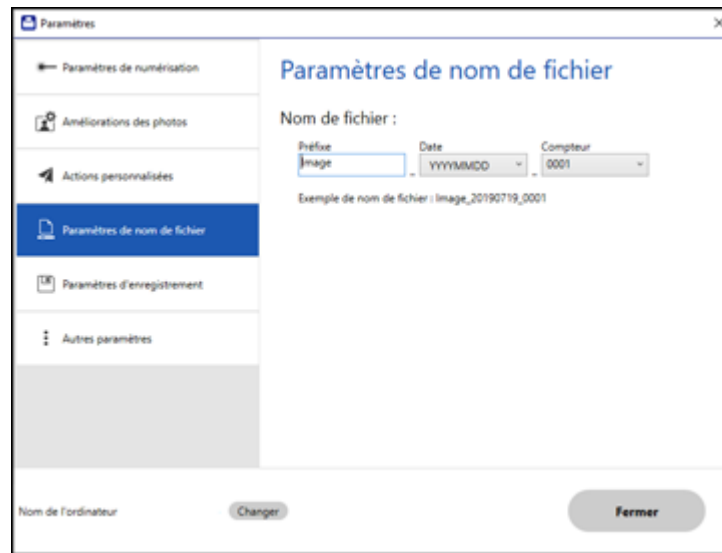 Paramètres
Paramètres de numérisation
Améliorations des photos
Actions personnalisées
Paramètres de nom de fichier
Paramètres d'enregistrement
Autres paramètres
Paramètres de nom de fichier
Nom de fichier :
Préfixe Date Compteur
Image _ YYYYMMDD _ 0001
Exemple de nom de fichier : Image_20190719_0001
Nom de l'ordinateur Changer Fermer